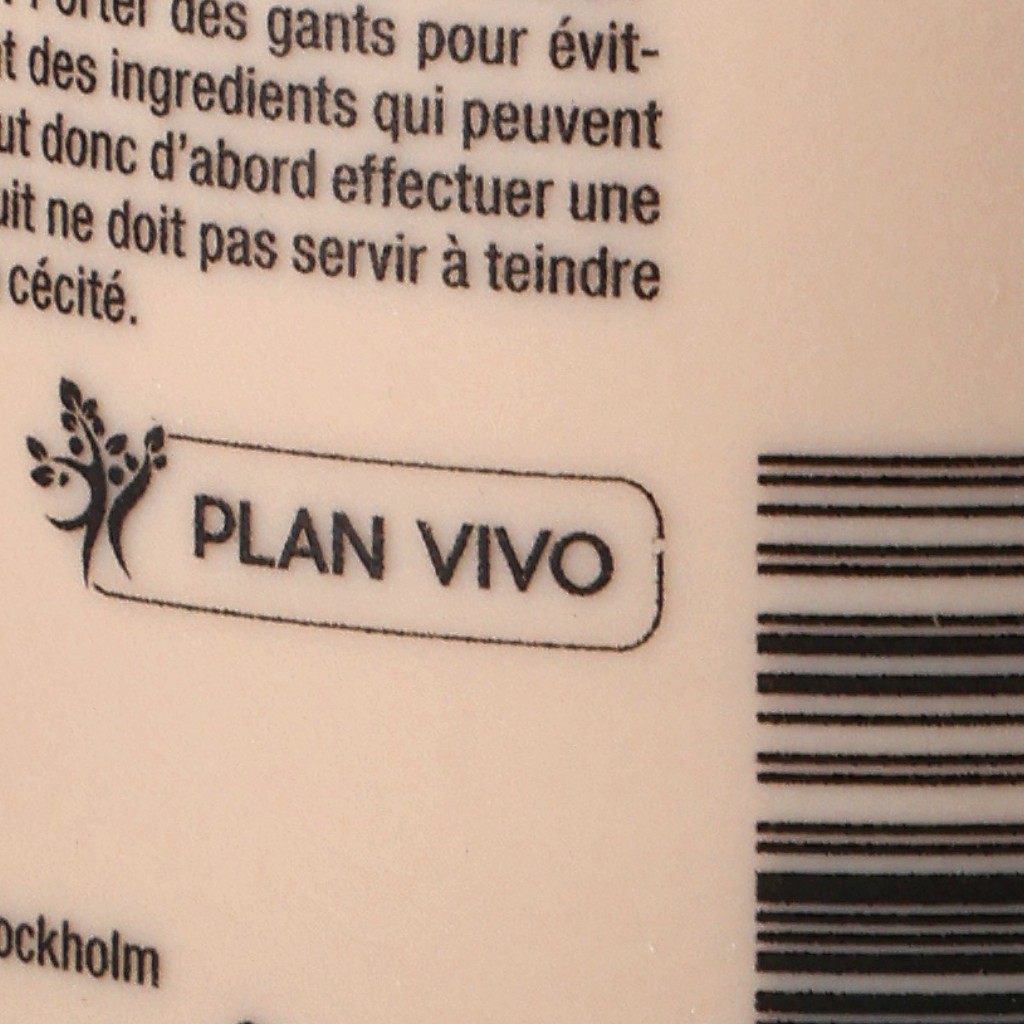 des gants pour évit-
des ingredients qui peuvent
donc d'abord effectuer une
ne doit pas servir à teindre
cécité.
PLAN VIVO